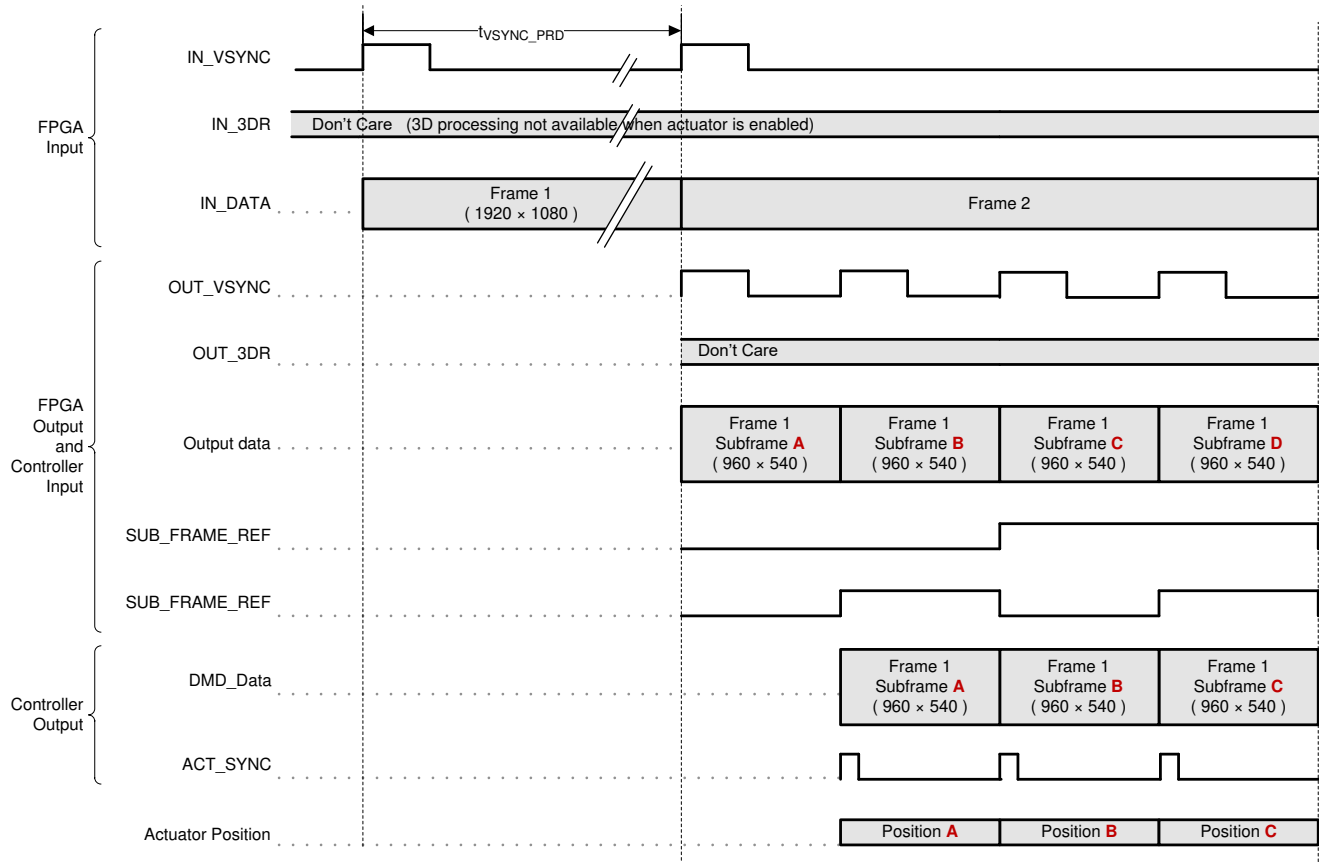 tVSYNC_PRD
IN_VSYNC
IN_3DR
Don't Care (3D processing not available when actuator is enabled)
FPGA
Input
IN_DATA
Frame 1
( 1920 × 1080 )
Frame 2
OUT_VSYNC
OUT_3DR
Don't Care
FPGA
Output
and
Controller
Input
Output data
Frame 1
Subframe A
( 960 × 540 )
Frame 1
Subframe B
( 960 × 540 )
Frame 1
Subframe C
( 960 × 540 )
Frame 1
Subframe D
( 960 × 540 )
SUB_FRAME_REF
SUB_FRAME_REF
Controller
Output
DMD_Data
Frame 1
Subframe A
( 960 × 540 )
Frame 1
Subframe B
( 960 × 540 )
Frame 1
Subframe C
( 960 × 540 )
ACT_SYNC
Actuator Position
Position A
Position B
Position C